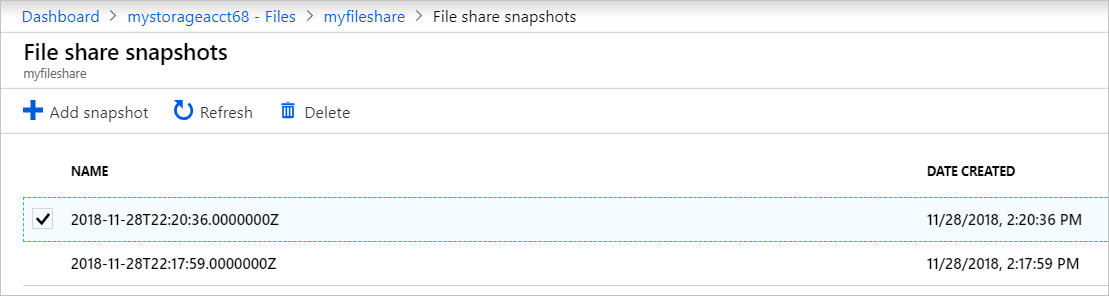 Dashboard > mystorageacct68 - Files > myfileshare > File share snapshots
File share snapshots
myfileshare
Add snapshot Refresh Delete
NAME DATE CREATED
2018-11-28T22:20:36.0000000Z 11/28/2018, 2:20:36 PM
2018-11-28T22:17:59.0000000Z 11/28/2018, 2:17:59 PM